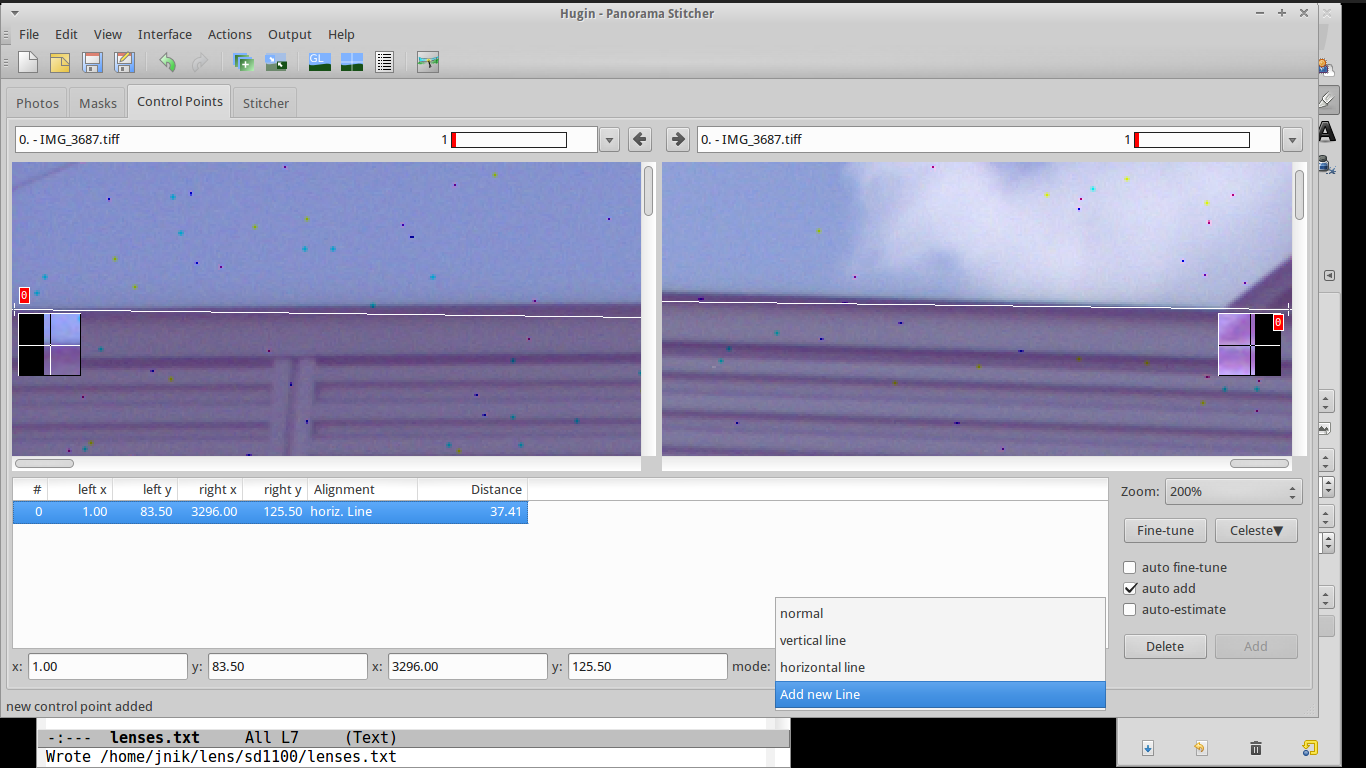 Hugin - Panorama Stitcher
File Edit View Interface Actions Output Help
GL
Photos Masks Control Points Stitcher
0. - IMG_3687.tiff 1 0. - IMG_3687.tiff 1
0
0
# left x left y right x right y Alignment Distance
0 1.00 83.50 3296.00 125.50 horiz. Line 37.41
Zoom: 200%
Fine-tune Celeste▼
auto fine-tune
auto add
auto-estimate
normal
vertical line
horizontal line
Add new Line
Delete Add
x: 1.00 y: 83.50 x: 3296.00 y: 125.50 mode:
new control point added
-:--- lenses.txt All L7 (Text)
Wrote /home/jnik/lens/sd1100/lenses.txt
A